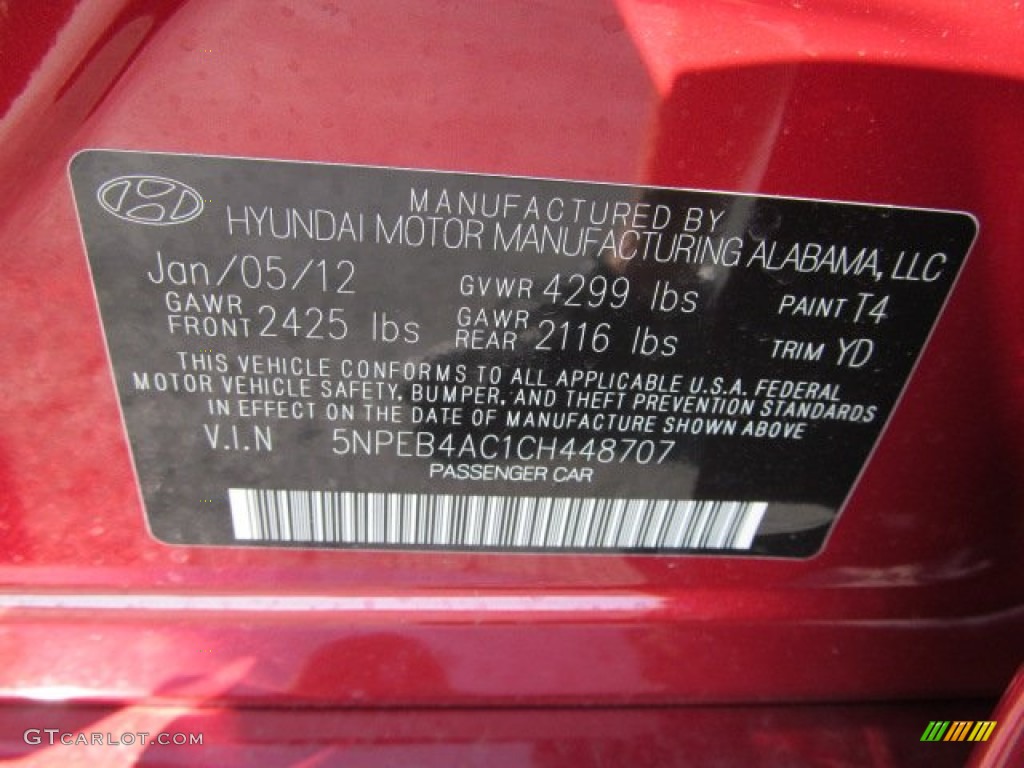 MANUFACTURED BY
HYUNDAI MOTOR MANUFACTURING ALABAMA, LLC
Jan/05/12 GVWR 4299 lbs PAINT T4
GAWR FRONT 2425 lbs GAWR REAR 2116 lbs TRIM YD
THIS VEHICLE CONFORMS TO ALL APPLICABLE U.S.A. FEDERAL
MOTOR VEHICLE SAFETY, BUMPER, AND THEFT PREVENTION STANDARDS
IN EFFECT ON THE DATE OF MANUFACTURE SHOWN ABOVE
V.I.N 5NPEB4AC1CH448707
PASSENGER CAR
GTCARLOT.COM